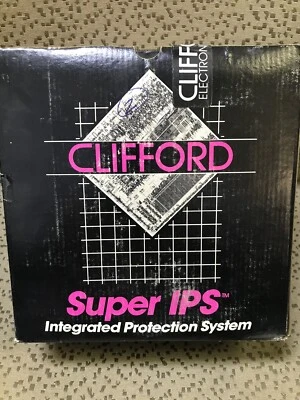 CLIFF
ELECTRON
CLIFFORD
Super IPS™
Integrated Protection System